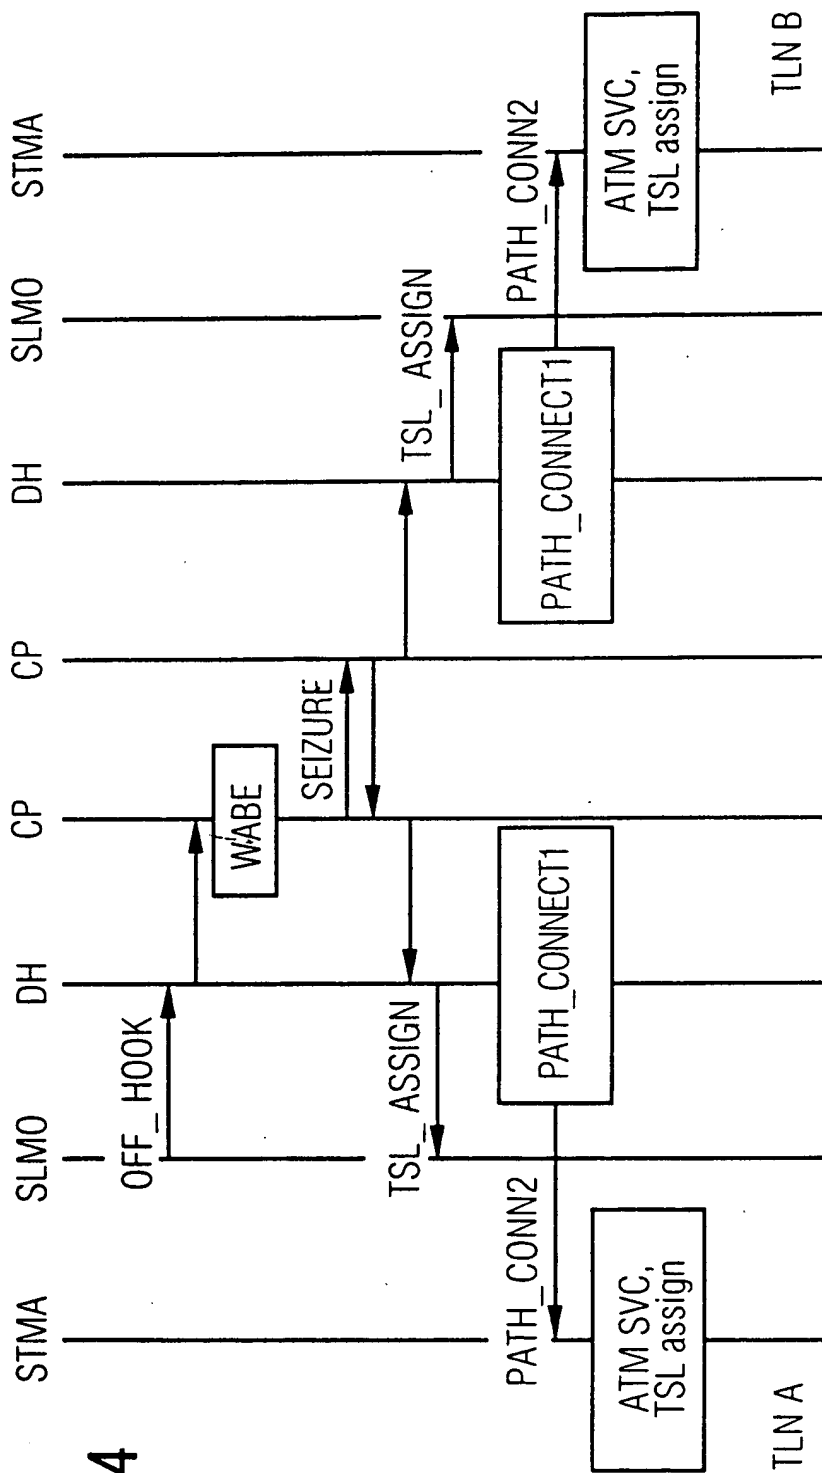 4
STMA
SLMO
DH
CP
CP
DH
SLMO
STMA
OFF_HOOK
WABE
SEIZURE
TSL_ASSIGN
TSL_ASSIGN
PATH_CONN2
PATH_CONNECT1
PATH_CONNECT1
PATH_CONN2
ATM SVC,
TSL assign
ATM SVC,
TSL assign
TLN A
TLN B